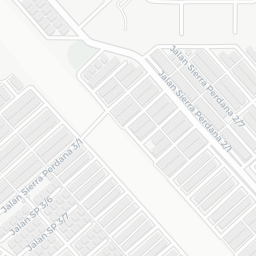 Jalan Sierra Perdana 2/7
Jalan Sierra Perdana 2/1
Jalan Sierra Perdana 3/1
Jalan SP 3/6
Jalan SP 3/7